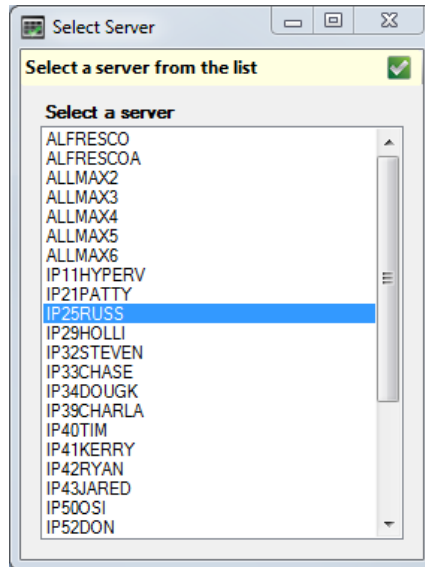 Select Server
Select a server from the list
Select a server
ALFRESCO
ALFRESCOA
ALLMAX2
ALLMAX3
ALLMAX4
ALLMAX5
ALLMAX6
IP11HYPERV
IP21PATTY
IP25RUSS
IP29HOLLI
IP32STEVEN
IP33CHASE
IP34DOUGK
IP39CHARLA
IP40TIM
IP41KERRY
IP42RYAN
IP43JARED
IP50OSI
IP52DON